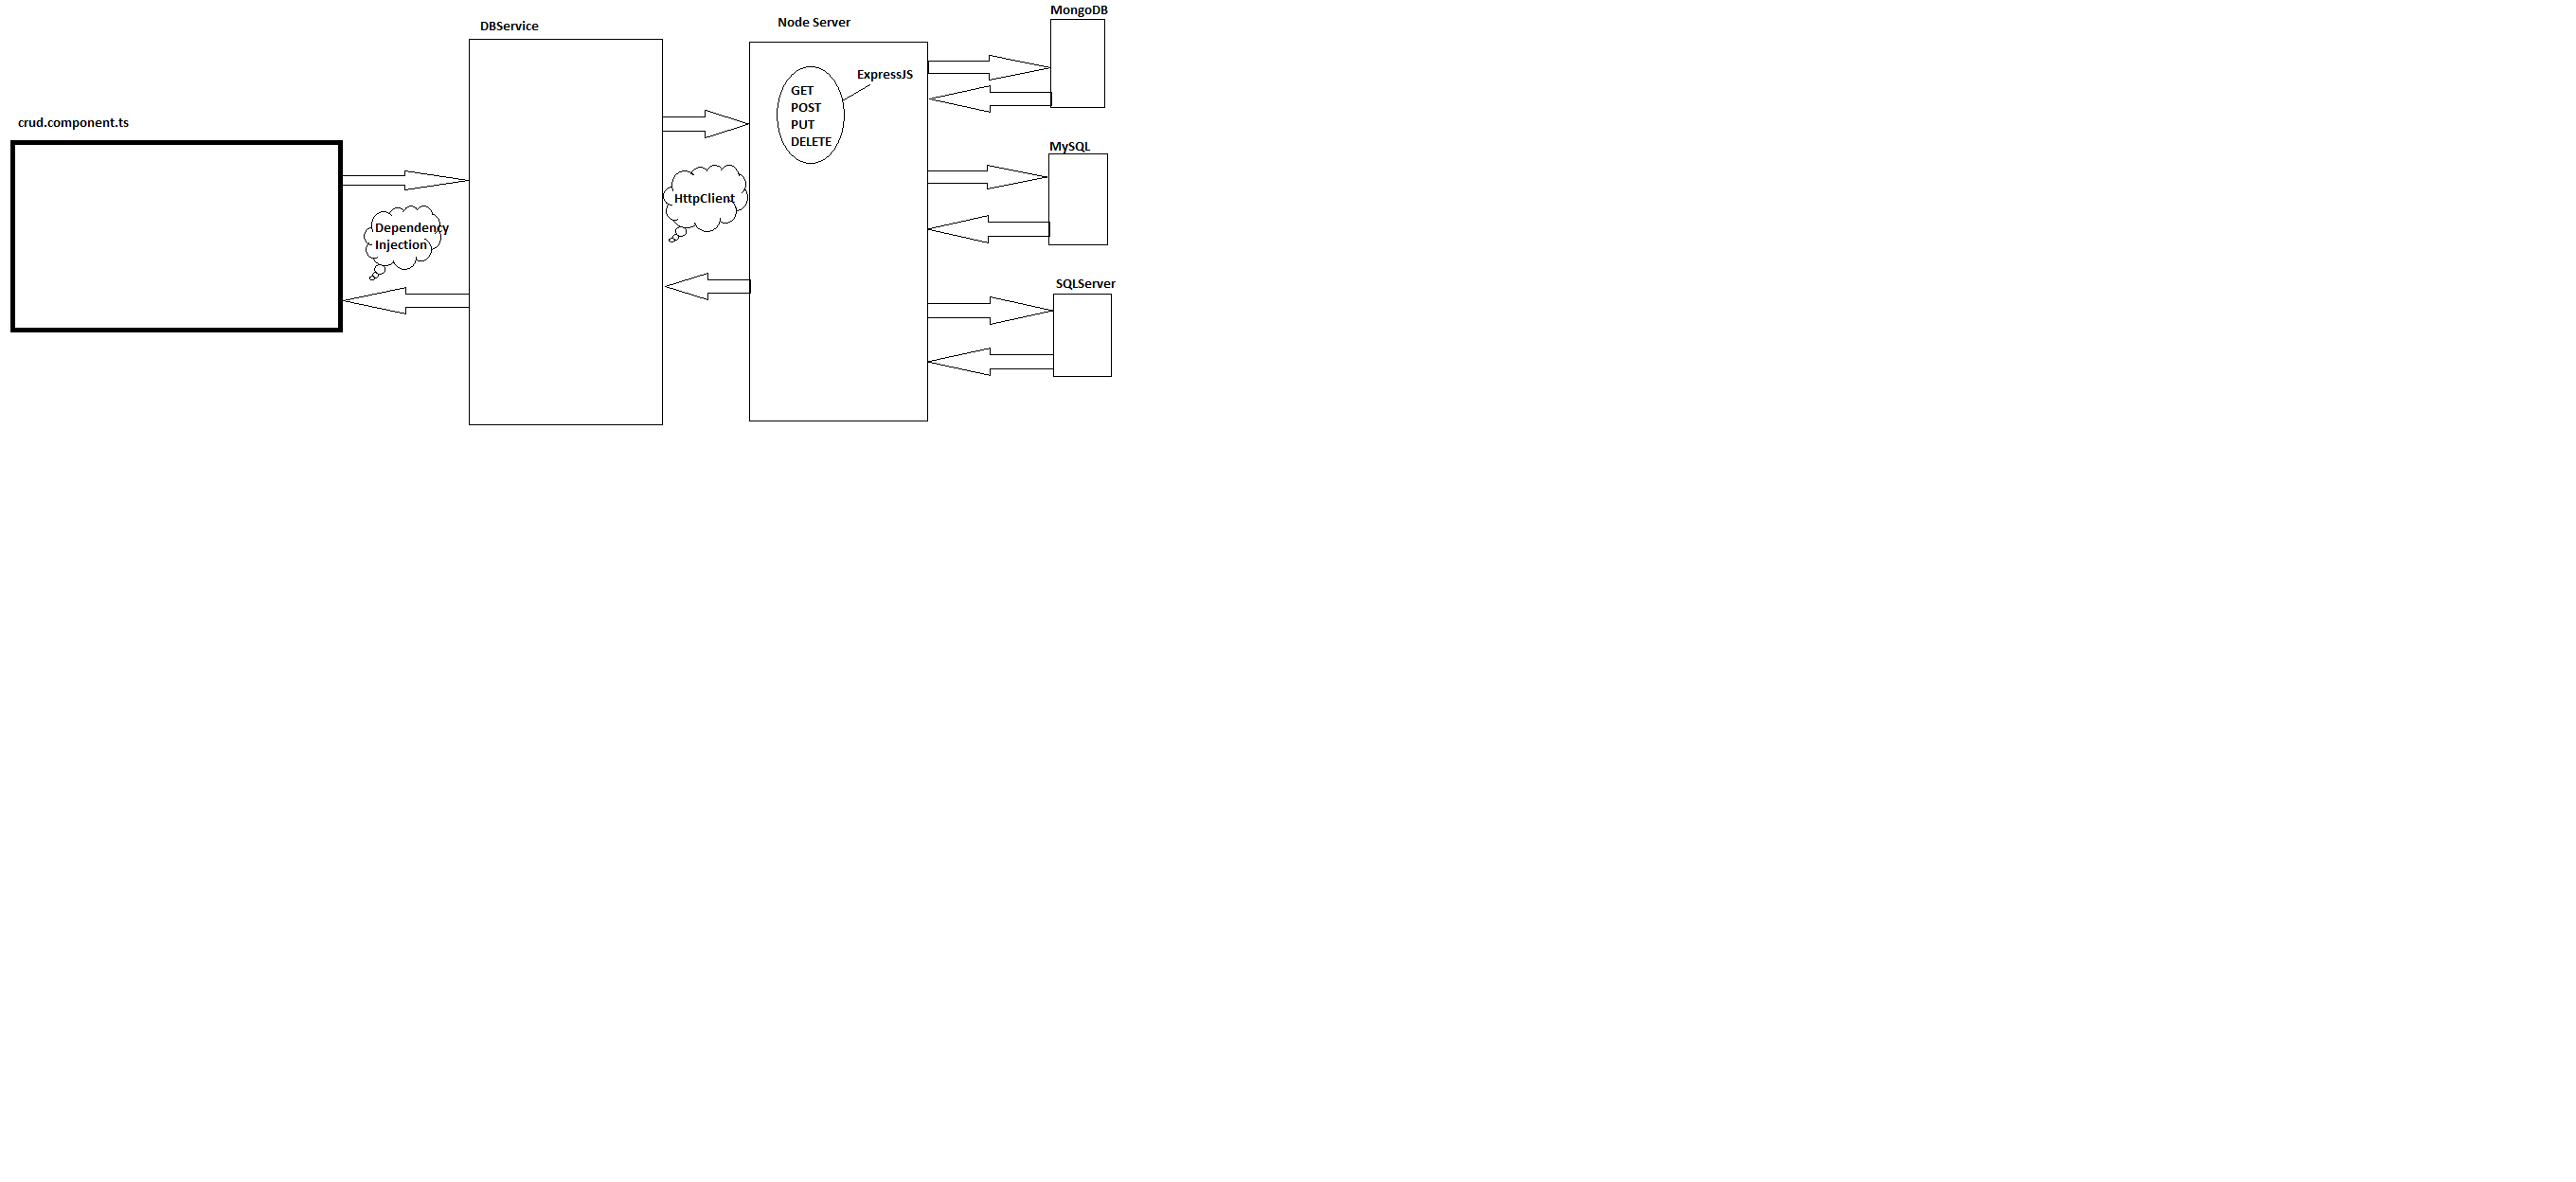 crud.component.ts
Dependency
Injection
DBService
HttpClient
Node Server
GET
POST
PUT
DELETE
ExpressJS
MongoDB
MySQL
SQLServer